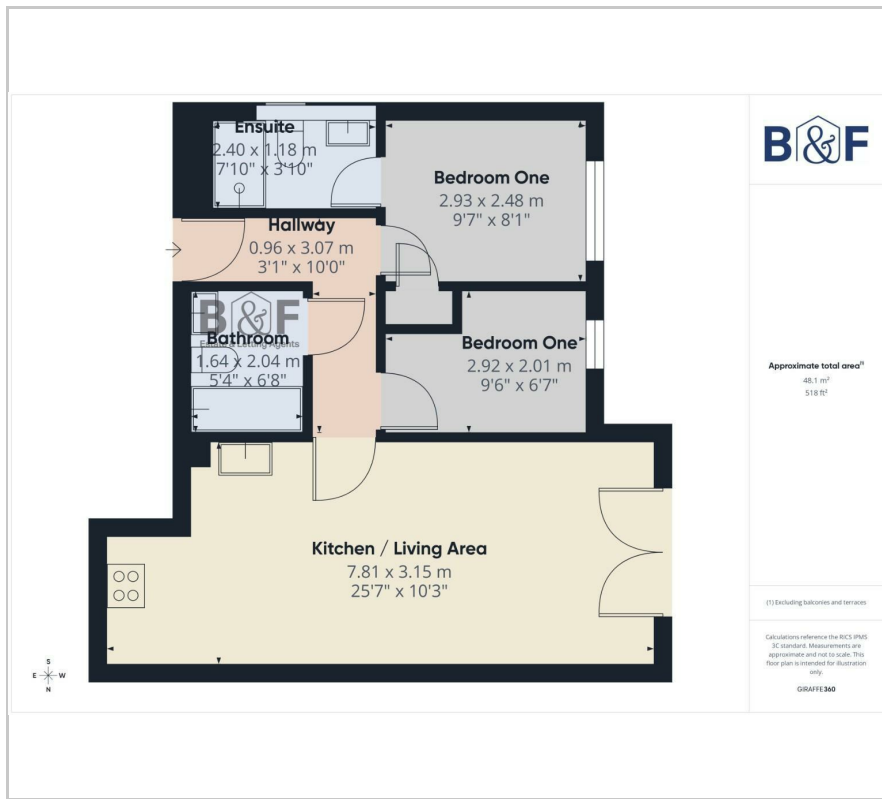 Ensuite
2.40 x 1.18 m
7'10" x 3'10"
Bedroom One
2.93 x 2.48 m
9'7" x 8'1"
Hallway
0.96 x 3.07 m
3'1" x 10'0"
B&F
Estate & Letting Agents
Bathroom
1.64 x 2.04 m
5'4" x 6'8"
Bedroom One
2.92 x 2.01 m
9'6" x 6'7"
Kitchen / Living Area
7.81 x 3.15 m
25'7" x 10'3"
S
E W
N
B&F
Approximate total area⁽¹⁾
48.1 m²
518 ft²
(1) Excluding balconies and terraces
Calculations reference the RICS IPMS
3C standard. Measurements are
approximate and not to scale. This
floor plan is intended for illustration
only.
GIRAFFE360